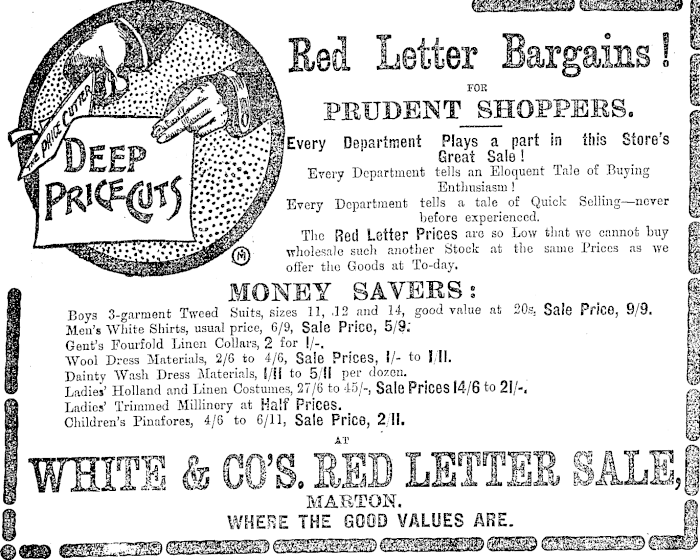 THE PRICE CUTTER
DEEP
PRICE CUTS
M
Red Letter Bargains!
FOR
PRUDENT SHOPPERS.
Every Department Plays a part in this Store's
Great Sale!
Every Department tells an Eloquent Tale of Buying
Enthusiasm!
Every Department tells a tale of Quick Selling—never
before experienced.
The Red Letter Prices are so Low that we cannot buy
wholesale such another Stock at the same Prices as we
offer the Goods at To-day.
MONEY SAVERS:
Boys 3-garment Tweed Suits, sizes 11, 12 and 14, good value at 20s, Sale Price, 9/9.
Men's White Shirts, usual price, 6/9, Sale Price, 5/9.
Gent's Fourfold Linen Collars, 2 for 1/-.
Wool Dress Materials, 2/6 to 4/6, Sale Prices, 1/- to 1/11.
Dainty Wash Dress Materials, 1/11 to 5/11 per dozen.
Ladies' Holland and Linen Costumes, 27/6 to 45/-, Sale Prices 14/6 to 21/-.
Ladies' Trimmed Millinery at Half Prices.
Children's Pinafores, 4/6 to 6/11, Sale Price, 2/11.
AT
WHITE & CO'S. RED LETTER SALE,
MARTON.
WHERE THE GOOD VALUES ARE.